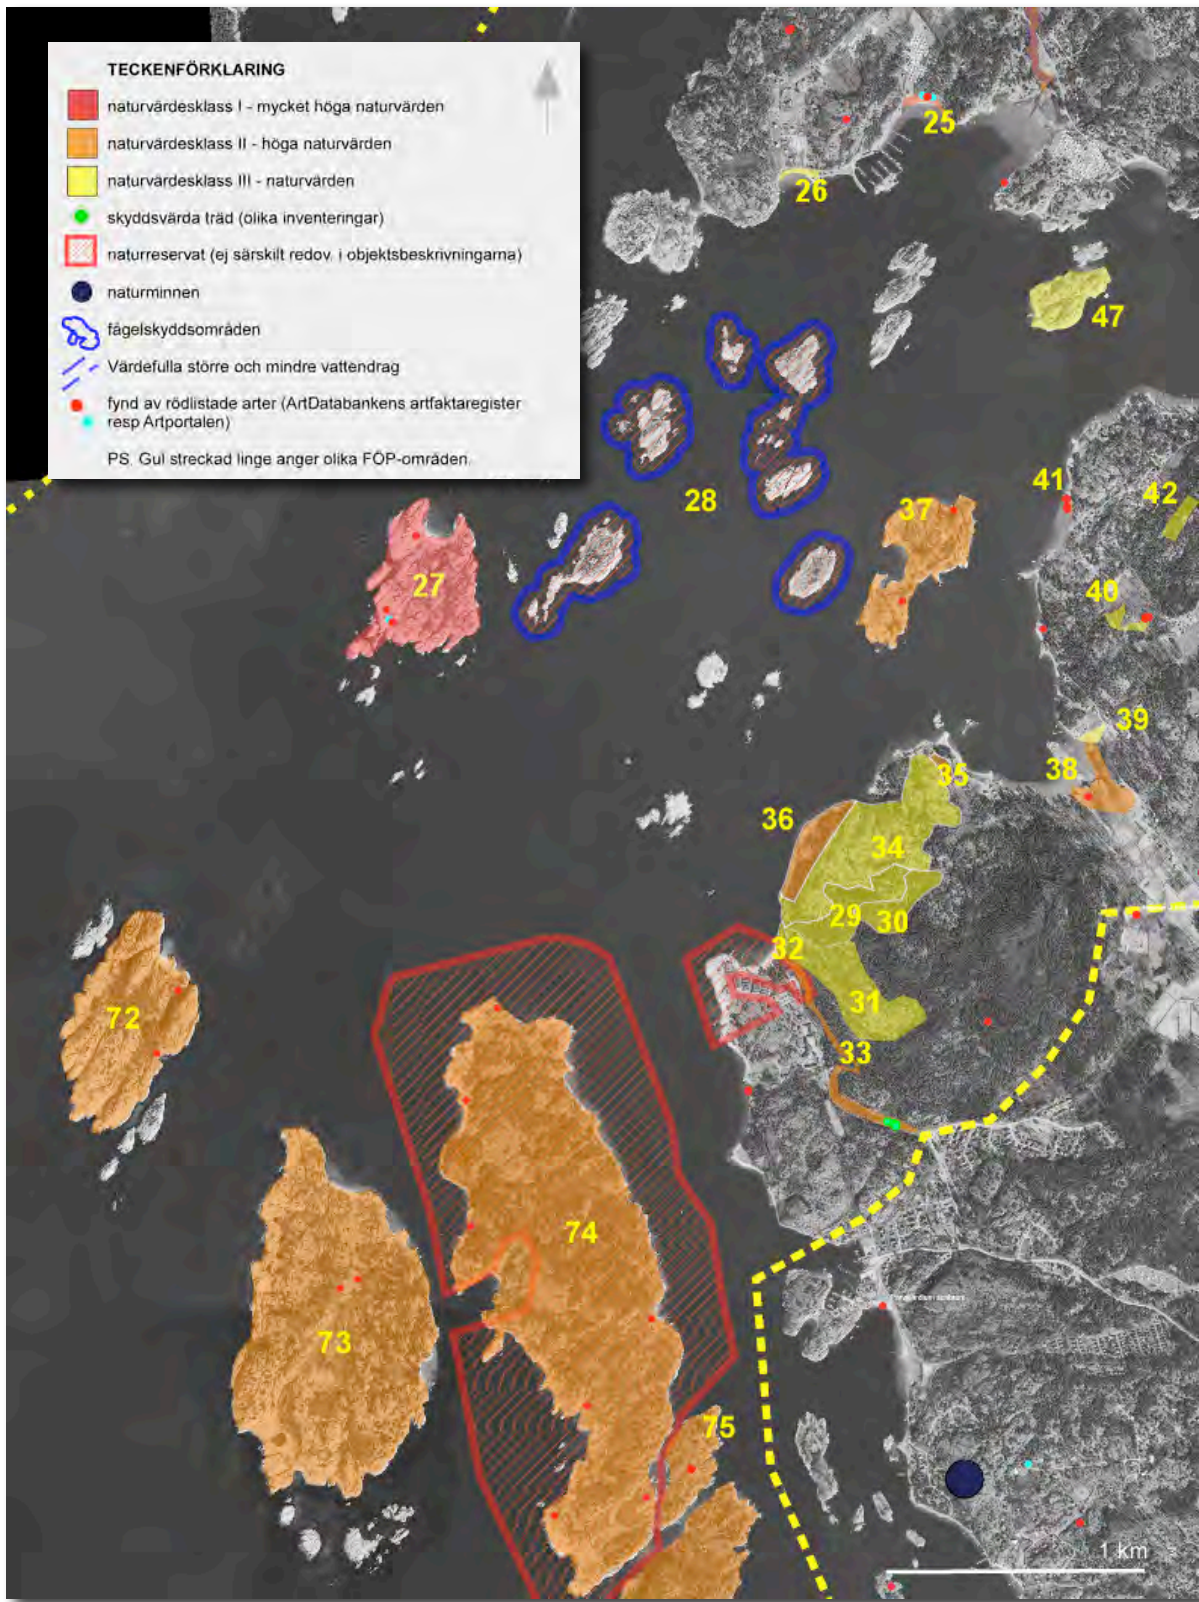 TECKENFÖRKLARING
naturvärdesklass I - mycket höga naturvärden
naturvärdesklass II - höga naturvärden
naturvärdesklass III - naturvärden
skyddsvärda träd (olika inventeringar)
naturreservat (ej särskilt redov. i objektsbeskrivningarna)
naturminnen
fågelskyddsområden
Värdefulla större och mindre vattendrag
fynd av rödlistade arter (ArtDatabankens artfaktaregister
resp Artportalen)
PS. Gul streckad linge anger olika FÖP-områden.
25
26
47
28
41
42
37
27
40
39
38
35
36
34
29
30
32
31
33
72
74
73
75
1 km